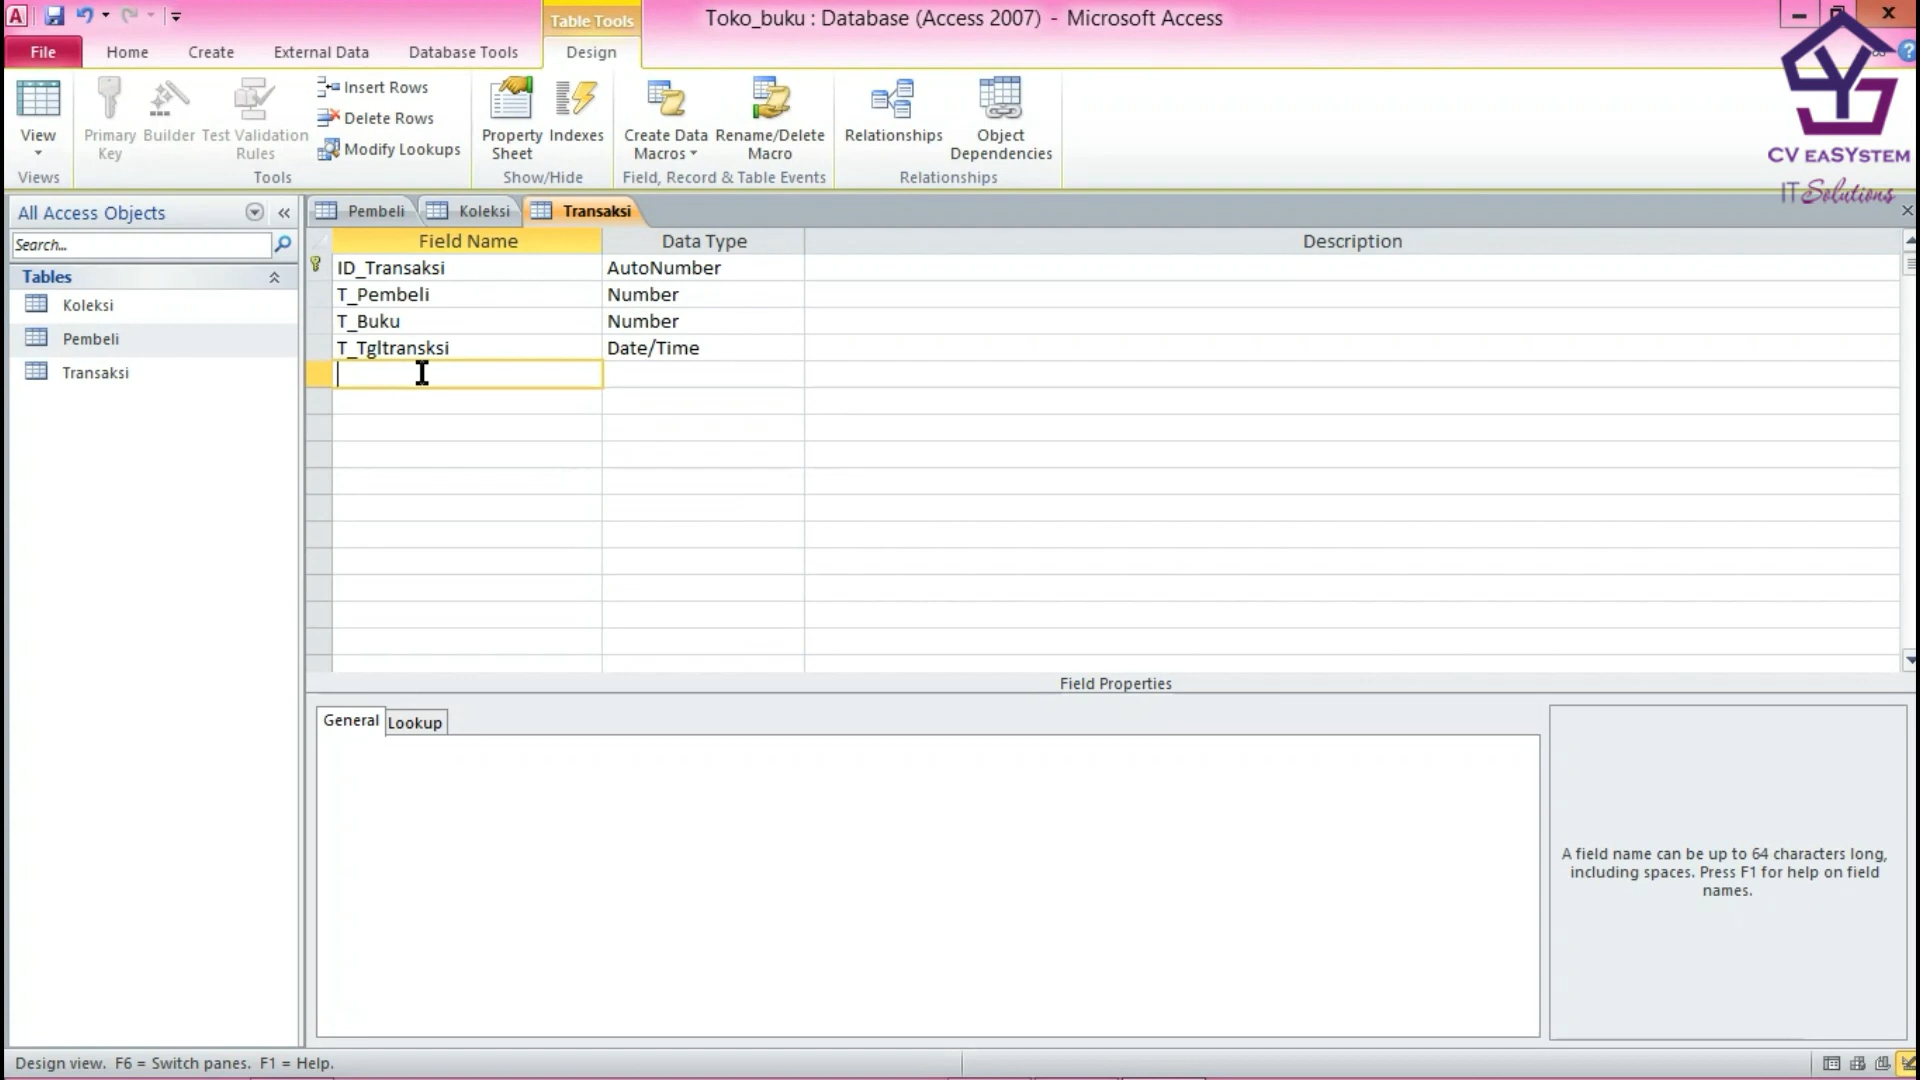 Table Tools
Toko_buku : Database (Access 2007) - Microsoft Access
File
Home
Create
External Data
Database Tools
Design
View
Primary Key
Builder
Test Validation Rules
Insert Rows
Delete Rows
Modify Lookups
Property Sheet
Indexes
Create Data Macros
Rename/Delete Macro
Relationships
Object Dependencies
Views
Tools
Show/Hide
Field, Record & Table Events
Relationships
CV eaSYstem
IT Solutions
All Access Objects
Search...
Tables
Koleksi
Pembeli
Transaksi
Pembeli
Koleksi
Transaksi
Field Name
Data Type
Description
ID_Transaksi
AutoNumber
T_Pembeli
Number
T_Buku
Number
T_Tgltransksi
Date/Time
Field Properties
General
Lookup
A field name can be up to 64 characters long,
including spaces. Press F1 for help on field
names.
Design view. F6 = Switch panes. F1 = Help.